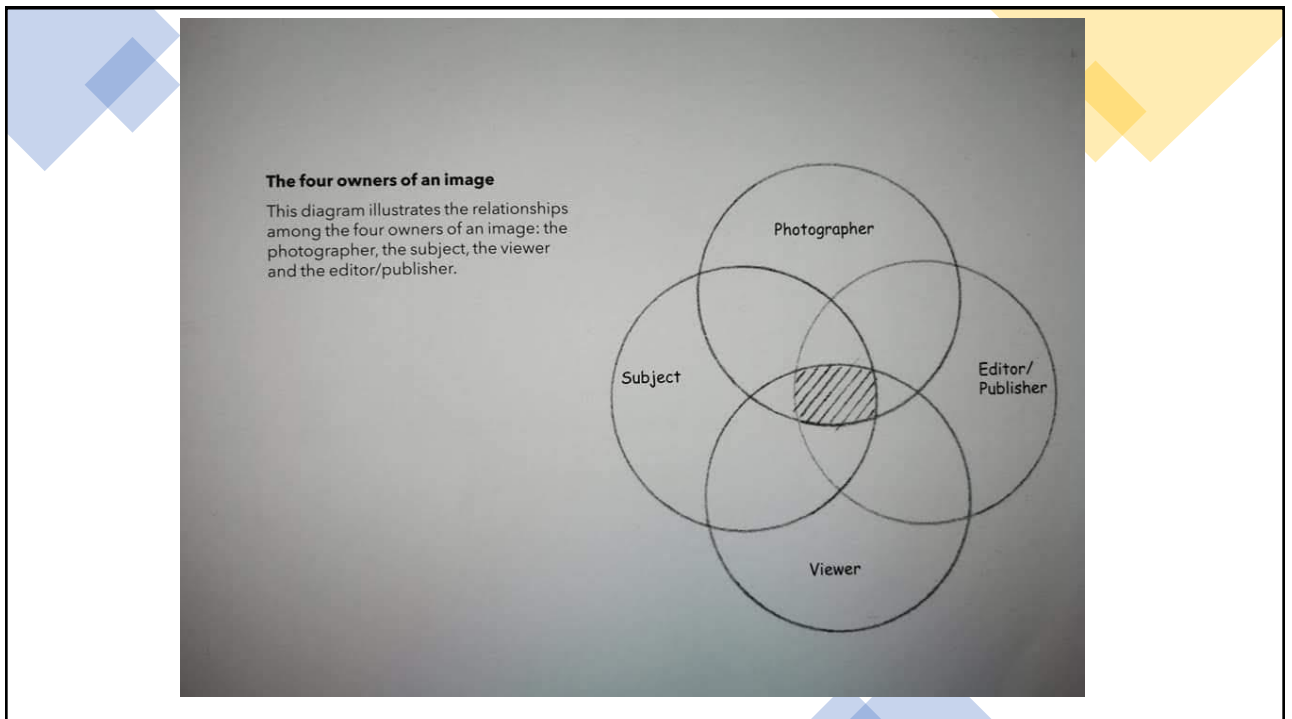 The four owners of an image
This diagram illustrates the relationships
among the four owners of an image: the
photographer, the subject, the viewer
and the editor/publisher.
Photographer
Subject
Editor/
Publisher
Viewer